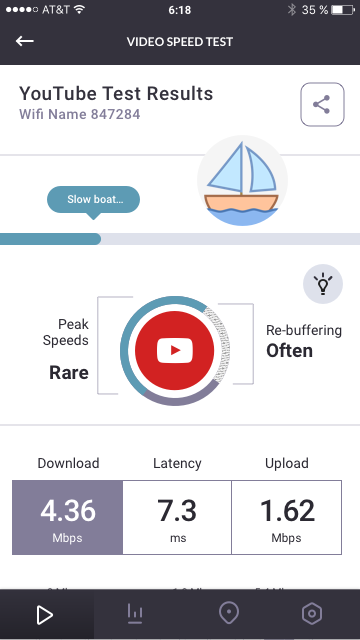 AT&T 6:18 35 %
VIDEO SPEED TEST
YouTube Test Results
Wifi Name 847284
Slow boat...
Peak
Speeds
Rare
Re-buffering
Often
Download Latency Upload
4.36 7.3 1.62
Mbps ms Mbps